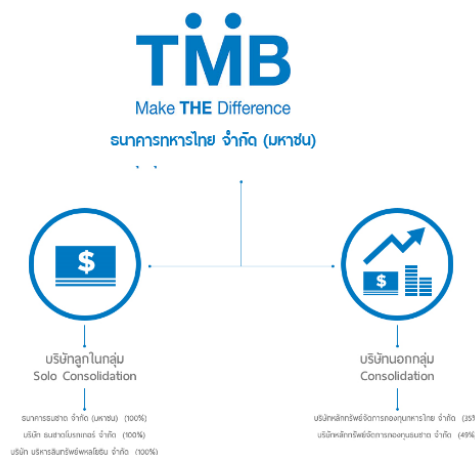 TMB
Make THE Difference
ธนาคารทหารไทย จำกัด (มหาชน)
$
$
บริษัทลูกในกลุ่ม
Solo Consolidation
บริษัทนอกกลุ่ม
Consolidation
ธนาคารธนชาต จำกัด (มหาชน) (100%)
บริษัท ธนชาตโบรกเกอร์ จำกัด (100%)
บริษัท บริหารสินทรัพย์พหลโยธิน จำกัด (100%)
บริษัทหลักทรัพย์จัดการกองทุนทหารไทย จำกัด (35%
บริษัทหลักทรัพย์จัดการกองทุนธนชาต จำกัด (49%